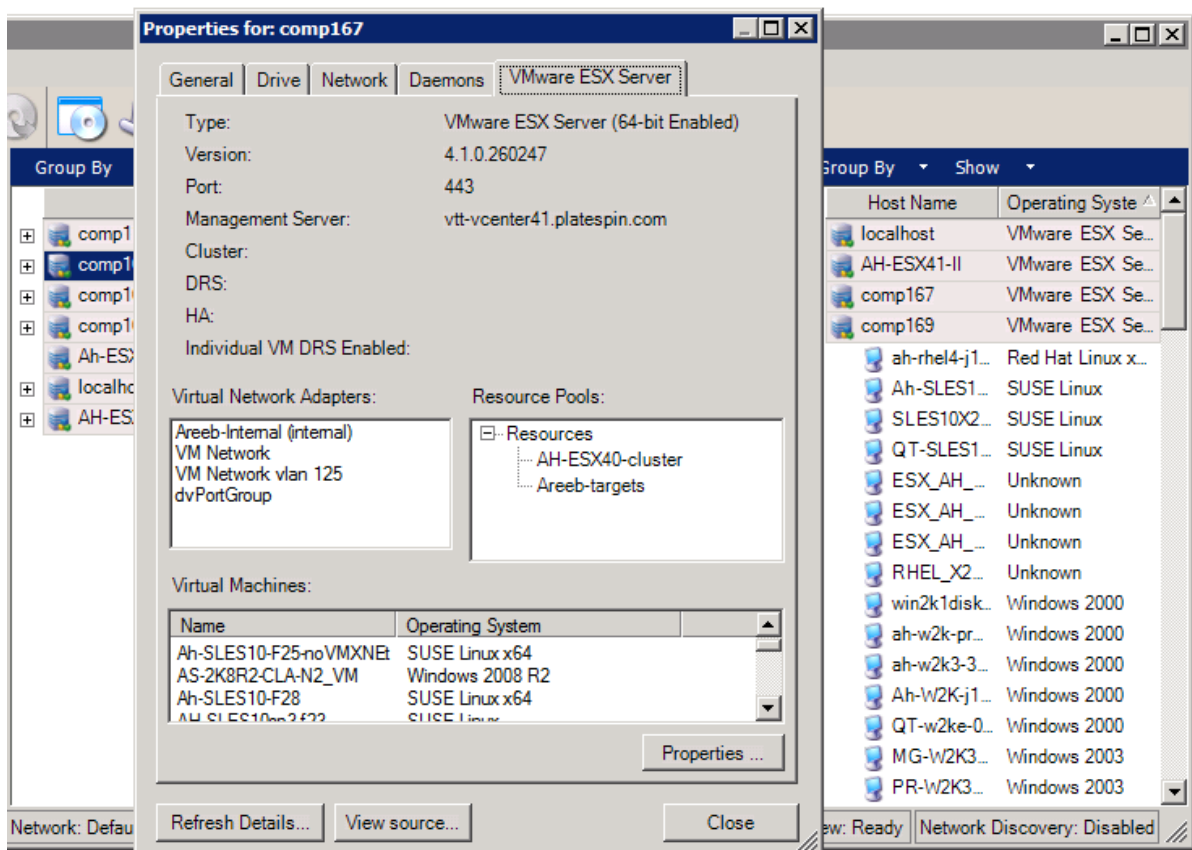 Properties for: comp167
General Drive Network Daemons VMware ESX Server
Type: VMware ESX Server (64-bit Enabled)
Version: 4.1.0.260247
Port: 443
Management Server: vtt-vcenter41.platespin.com
Cluster:
DRS:
HA:
Individual VM DRS Enabled:
Virtual Network Adapters:
Areeb-Internal (internal)
VM Network
VM Network vlan 125
dvPortGroup
Resource Pools:
Resources
AH-ESX40-cluster
Areeb-targets
Virtual Machines:
Name Operating System
Ah-SLES10-F25-noVMXNEt SUSE Linux x64
AS-2K8R2-CLA-N2_VM Windows 2008 R2
Ah-SLES10-F28 SUSE Linux x64
AH-SLES10sp3-f23 SUSE Linux
Properties ...
Refresh Details... View source... Close
Group By
comp1
comp1
comp1
comp1
Ah-ESX
localho
AH-ES
Network: Defau
Group By Show
Host Name Operating Syste
localhost VMware ESX Se...
AH-ESX41-II VMware ESX Se...
comp167 VMware ESX Se...
comp169 VMware ESX Se...
ah-rhel4-j1... Red Hat Linux x...
Ah-SLES1... SUSE Linux
SLES10X2... SUSE Linux
QT-SLES1... SUSE Linux
ESX_AH_... Unknown
ESX_AH_... Unknown
ESX_AH_... Unknown
RHEL_X2... Unknown
win2k1disk... Windows 2000
ah-w2k-pr... Windows 2000
ah-w2k3-3... Windows 2000
Ah-W2K-j1... Windows 2000
QT-w2ke-0... Windows 2000
MG-W2K3... Windows 2003
PR-W2K3... Windows 2003
ew: Ready Network Discovery: Disabled